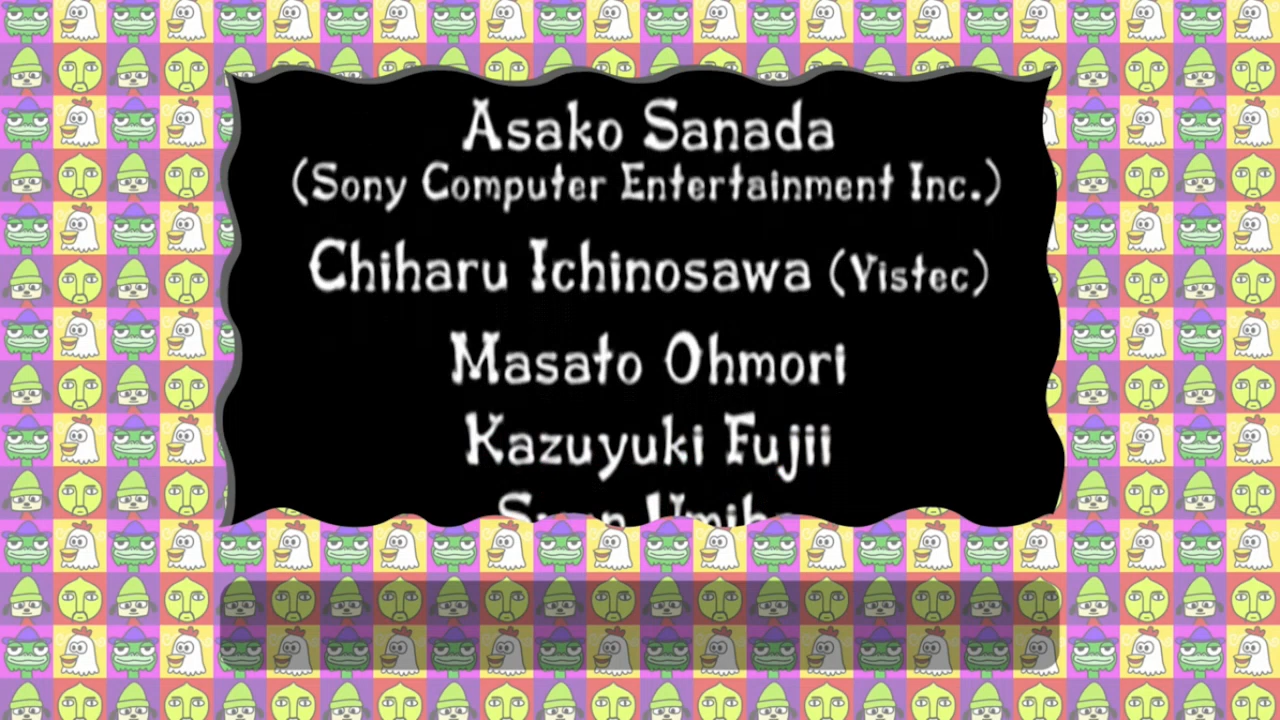 Asako Sanada
(Sony Computer Entertainment Inc.)
Chiharu Ichinosawa (Vistec)
Masato Ohmori
Kazuyuki Fujii